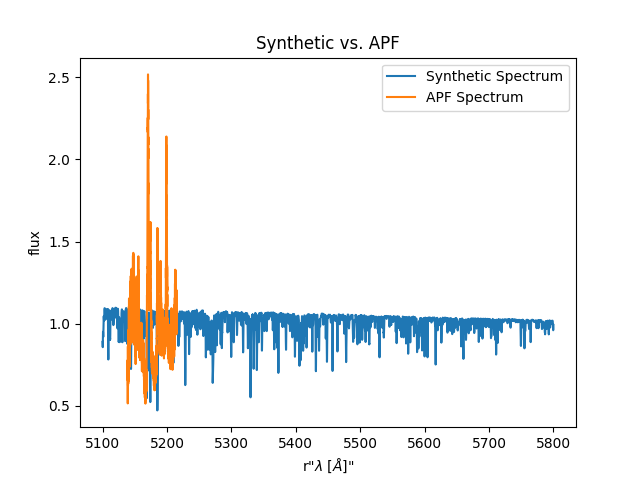 Synthetic vs. APF
Synthetic Spectrum
APF Spectrum
flux
2.5
2.0
1.5
1.0
0.5
5100 5200 5300 5400 5500 5600 5700 5800
r"λ [Å]"